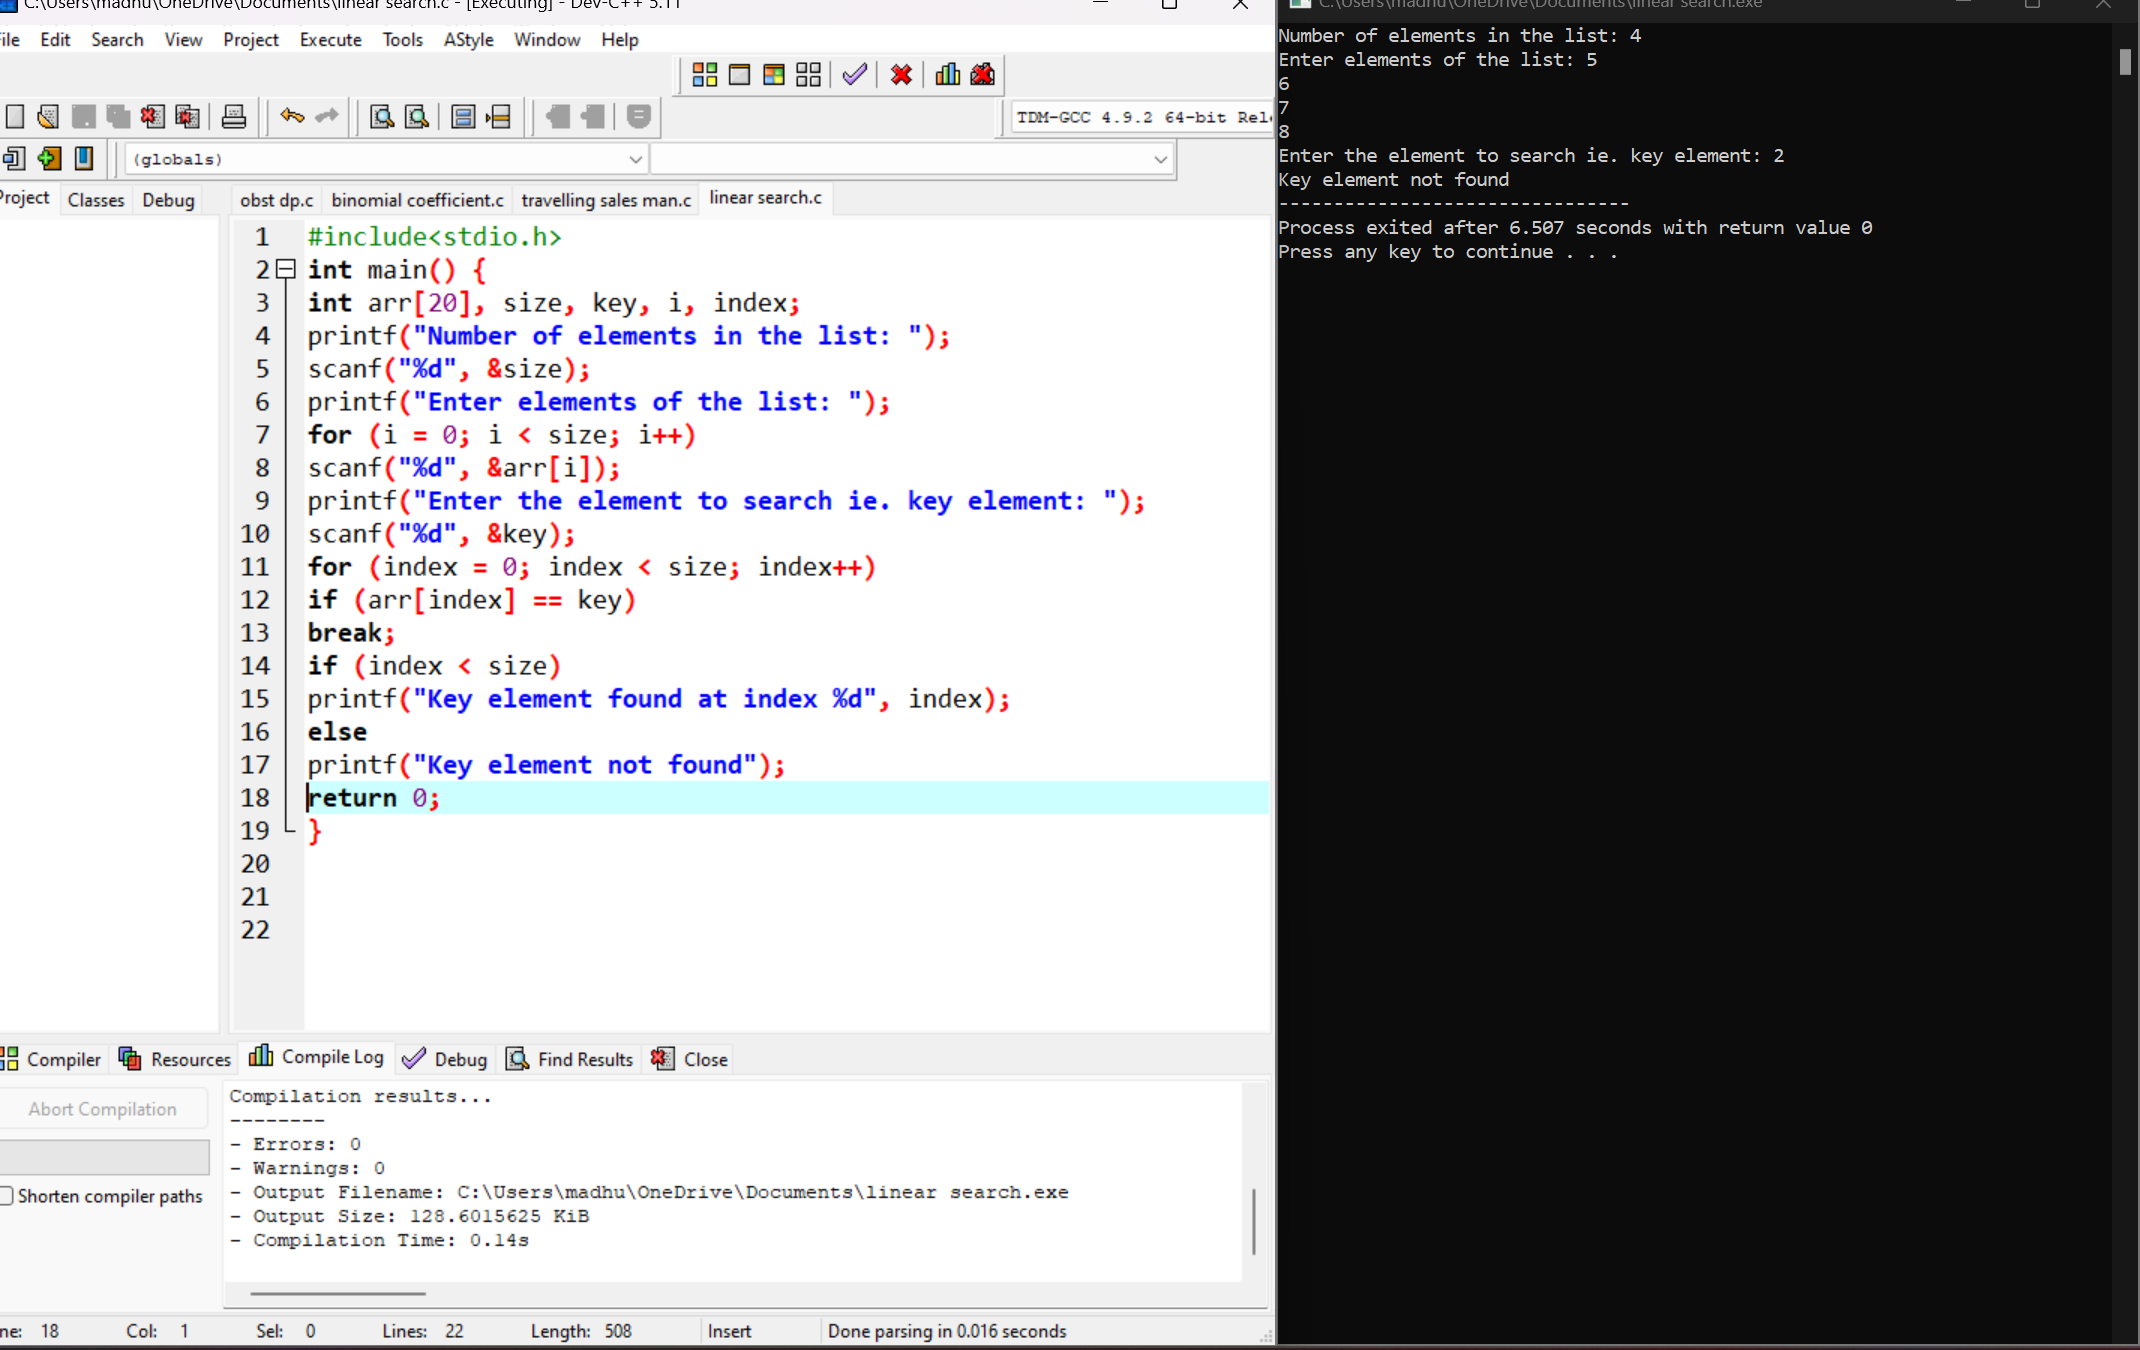 C:\Users\madhu\OneDrive\Documents\linear search.c - [Executing] - Dev-C++ 5.11
File Edit Search View Project Execute Tools AStyle Window Help
TDM-GCC 4.9.2 64-bit Rel
(globals)
Project Classes Debug
obst dp.c binomial coefficient.c travelling sales man.c linear search.c
1 #include<stdio.h>
2 int main() {
3 int arr[20], size, key, i, index;
4 printf("Number of elements in the list: ");
5 scanf("%d", &size);
6 printf("Enter elements of the list: ");
7 for (i = 0; i < size; i++)
8 scanf("%d", &arr[i]);
9 printf("Enter the element to search ie. key element: ");
10 scanf("%d", &key);
11 for (index = 0; index < size; index++)
12 if (arr[index] == key)
13 break;
14 if (index < size)
15 printf("Key element found at index %d", index);
16 else
17 printf("Key element not found");
18 return 0;
19 }
20
21
22
Compiler Resources Compile Log Debug Find Results Close
Abort Compilation
Shorten compiler paths
Compilation results...
--------
- Errors: 0
- Warnings: 0
- Output Filename: C:\Users\madhu\OneDrive\Documents\linear search.exe
- Output Size: 128.6015625 KiB
- Compilation Time: 0.14s
ne: 18 Col: 1 Sel: 0 Lines: 22 Length: 508 Insert Done parsing in 0.016 seconds
C:\Users\madhu\OneDrive\Documents\linear search.exe
Number of elements in the list: 4
Enter elements of the list: 5
6
7
8
Enter the element to search ie. key element: 2
Key element not found
--------------------------------
Process exited after 6.507 seconds with return value 0
Press any key to continue . . .